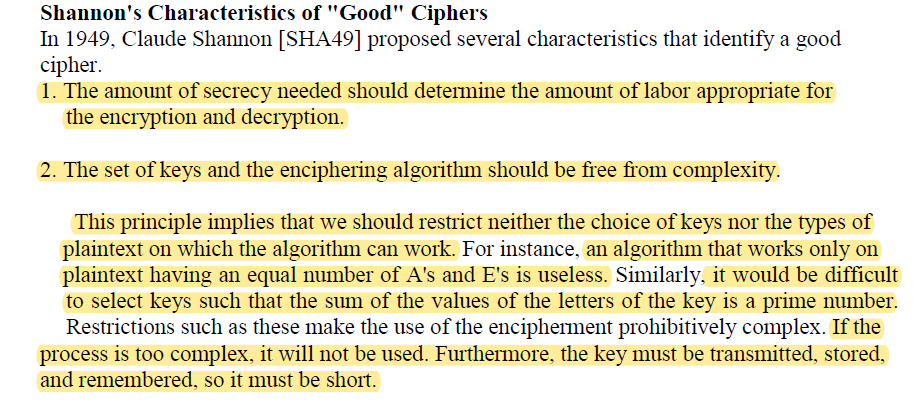 Shannon's Characteristics of "Good" Ciphers
In 1949, Claude Shannon [SHA49] proposed several characteristics that identify a good
cipher.
1. The amount of secrecy needed should determine the amount of labor appropriate for
the encryption and decryption.
2. The set of keys and the enciphering algorithm should be free from complexity.
This principle implies that we should restrict neither the choice of keys nor the types of
plaintext on which the algorithm can work. For instance, an algorithm that works only on
plaintext having an equal number of A's and E's is useless. Similarly, it would be difficult
to select keys such that the sum of the values of the letters of the key is a prime number.
Restrictions such as these make the use of the encipherment prohibitively complex. If the
process is too complex, it will not be used. Furthermore, the key must be transmitted, stored,
and remembered, so it must be short.